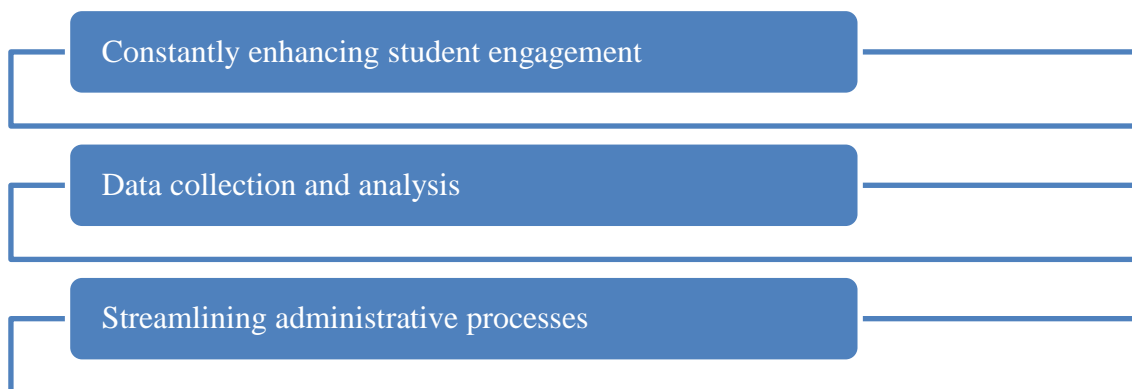 Constantly enhancing student engagement
Data collection and analysis
Streamlining administrative processes